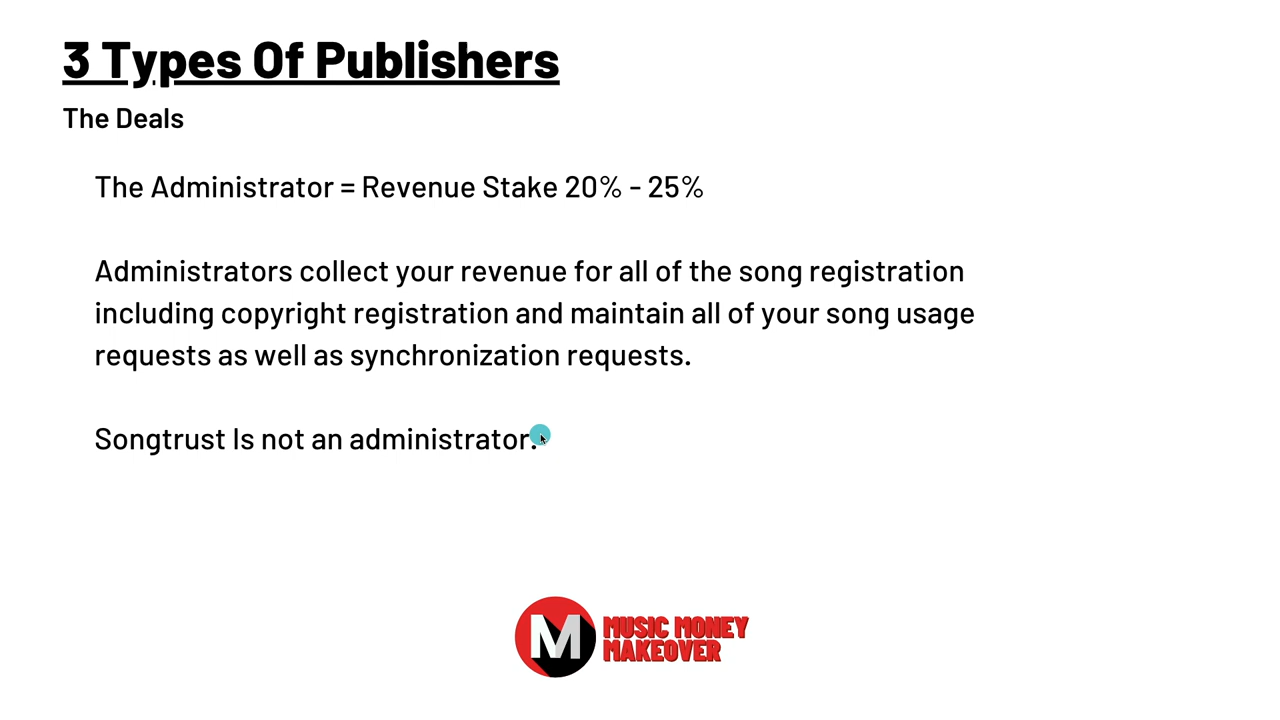 3 Types Of Publishers
The Deals
The Administrator = Revenue Stake 20% - 25%
Administrators collect your revenue for all of the song registration
including copyright registration and maintain all of your song usage
requests as well as synchronization requests.
Songtrust Is not an administrator.
M
MUSIC MONEY
MAKEOVER